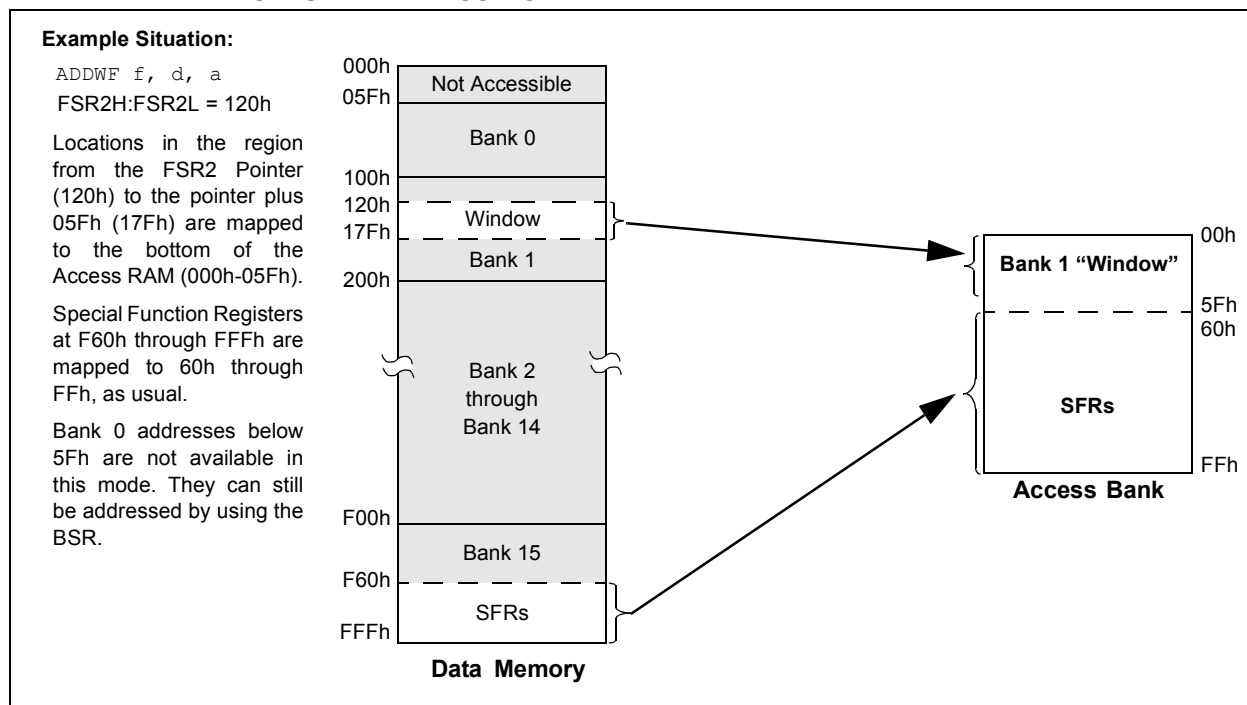 Example Situation:
ADDWF f, d, a
FSR2H:FSR2L = 120h
Locations in the region
from the FSR2 Pointer
(120h) to the pointer plus
05Fh (17Fh) are mapped
to the bottom of the
Access RAM (000h-05Fh).
Special Function Registers
at F60h through FFFh are
mapped to 60h through
FFh, as usual.
Bank 0 addresses below
5Fh are not available in
this mode. They can still
be addressed by using the
BSR.
000h
Not Accessible
05Fh
Bank 0
100h
120h
Window
17Fh
Bank 1
200h
Bank 2
through
Bank 14
F00h
Bank 15
F60h
SFRs
FFFh
Data Memory
00h
Bank 1 “Window”
5Fh
60h
SFRs
FFh
Access Bank